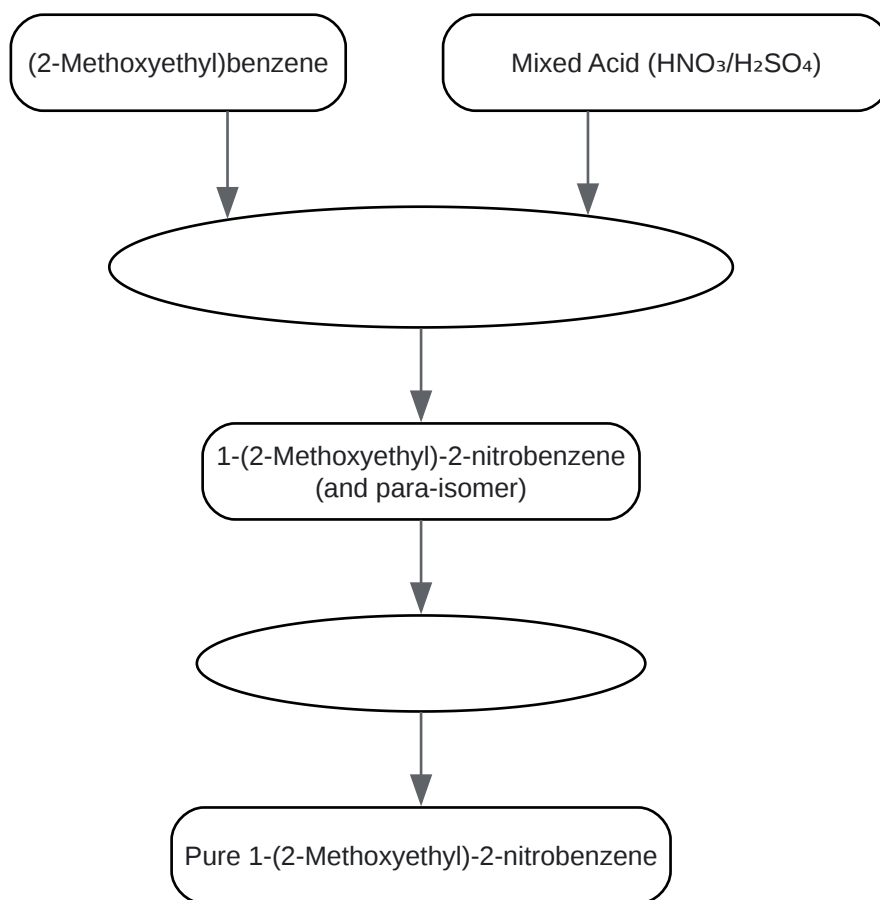 (2-Methoxyethyl)benzene
Mixed Acid (HNO₃/H₂SO₄)
1-(2-Methoxyethyl)-2-nitrobenzene
(and para-isomer)
Pure 1-(2-Methoxyethyl)-2-nitrobenzene